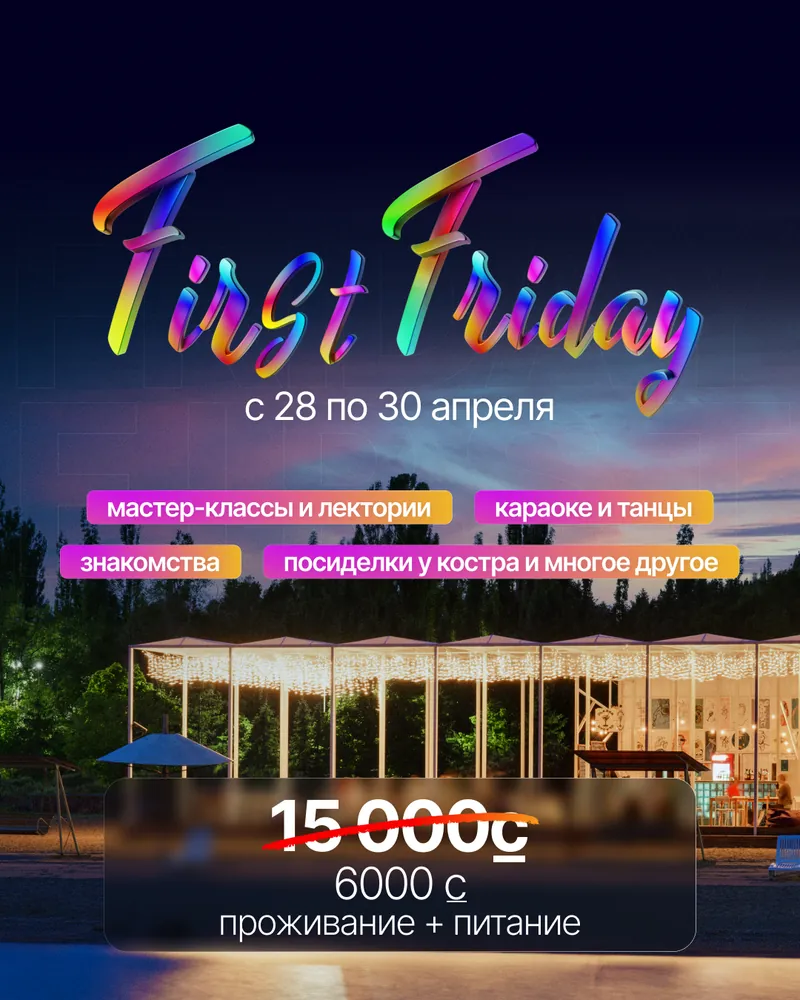 First Friday
с 28 по 30 апреля
мастер-классы и лектории караоке и танцы
знакомства посиделки у костра и многое другое
15 000с
6000 с
проживание + питание